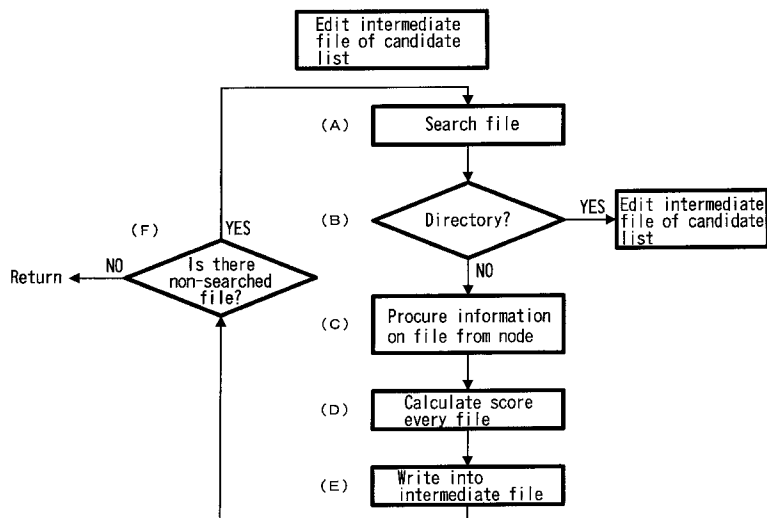 Edit intermediate
file of candidate
list
(A)
Search file
(B)
Directory?
YES
Edit intermediate
file of candidate
list
NO
(F)
YES
Return
NO
Is there
non-searched
file?
(C)
Procure information
on file from node
(D)
Calculate score
every file
(E)
Write into
intermediate file